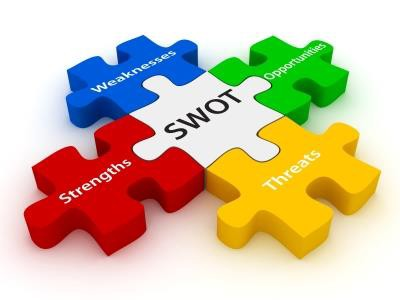 Weaknesses
Opportunities
SWOT
Strengths
Threats